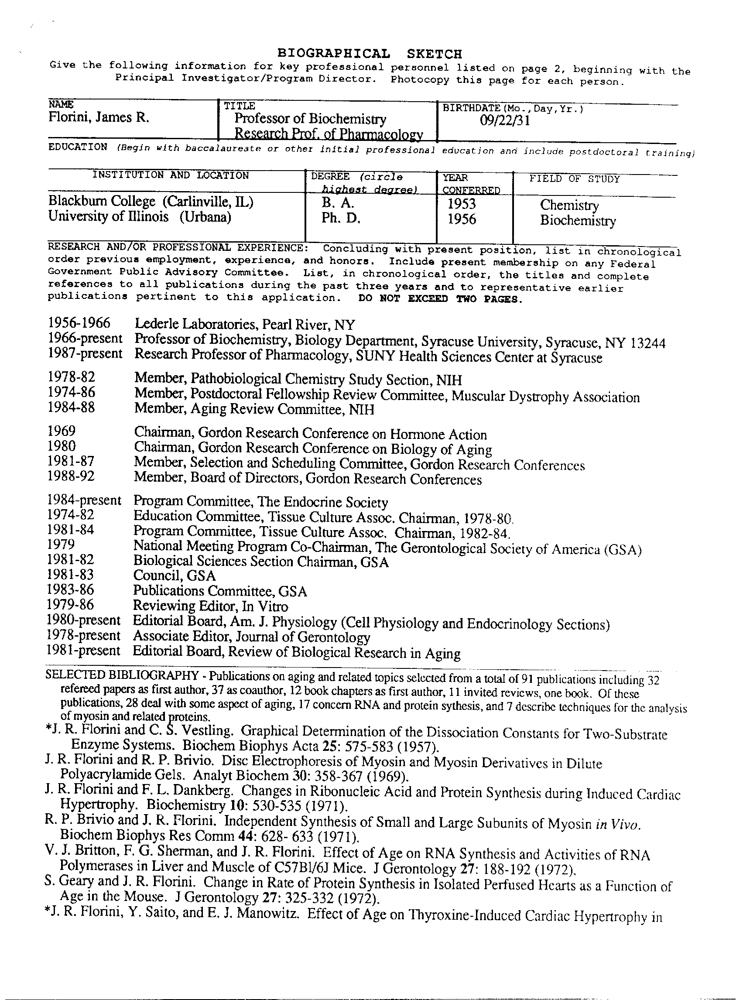 BIOGRAPHICAL SKETCH
Give the following information for key professional personnel listed on page 2, beginning with the
Principal Investigator/Program Director. Photocopy this page for each person.
NAME
Florini, James R.
TITLE
Professor of Biochemistry
Research Prof. of Pharmacology
BIRTHDATE (Mo., Day, Yr.)
09/22/31
EDUCATION (Begin with baccalaureate or other initial professional education and include postdoctoral training)
INSTITUTION AND LOCATION
DEGREE (circle
highest degree)
YEAR
CONFERRED
FIELD OF STUDY
Blackburn College (Carlinville, IL) B. A. 1953 Chemistry
University of Illinois (Urbana) Ph. D. 1956 Biochemistry
RESEARCH AND/OR PROFESSIONAL EXPERIENCE: Concluding with present position, list in chronological
order previous employment, experience, and honors. Include present membership on any Federal
Government Public Advisory Committee. List, in chronological order, the titles and complete
references to all publications during the past three years and to representative earlier
publications pertinent to this application. DO NOT EXCEED TWO PAGES.
1956-1966 Lederle Laboratories, Pearl River, NY
1966-present Professor of Biochemistry, Biology Department, Syracuse University, Syracuse, NY 13244
1987-present Research Professor of Pharmacology, SUNY Health Sciences Center at Syracuse
1978-82 Member, Pathobiological Chemistry Study Section, NIH
1974-86 Member, Postdoctoral Fellowship Review Committee, Muscular Dystrophy Association
1984-88 Member, Aging Review Committee, NIH
1969 Chairman, Gordon Research Conference on Hormone Action
1980 Chairman, Gordon Research Conference on Biology of Aging
1981-87 Member, Selection and Scheduling Committee, Gordon Research Conferences
1988-92 Member, Board of Directors, Gordon Research Conferences
1984-present Program Committee, The Endocrine Society
1974-82 Education Committee, Tissue Culture Assoc. Chairman, 1978-80.
1981-84 Program Committee, Tissue Culture Assoc. Chairman, 1982-84.
1979 National Meeting Program Co-Chairman, The Gerontological Society of America (GSA)
1981-82 Biological Sciences Section Chairman, GSA
1981-83 Council, GSA
1983-86 Publications Committee, GSA
1979-86 Reviewing Editor, In Vitro
1980-present Editorial Board, Am. J. Physiology (Cell Physiology and Endocrinology Sections)
1978-present Associate Editor, Journal of Gerontology
1981-present Editorial Board, Review of Biological Research in Aging
SELECTED BIBLIOGRAPHY - Publications on aging and related topics selected from a total of 91 publications including 32
refereed papers as first author, 37 as coauthor, 12 book chapters as first author, 11 invited reviews, one book. Of these
publications, 28 deal with some aspect of aging, 17 concern RNA and protein sythesis, and 7 describe techniques for the analysis
of myosin and related proteins.
*J. R. Florini and C. S. Vestling. Graphical Determination of the Dissociation Constants for Two-Substrate
Enzyme Systems. Biochem Biophys Acta 25: 575-583 (1957).
J. R. Florini and R. P. Brivio. Disc Electrophoresis of Myosin and Myosin Derivatives in Dilute
Polyacrylamide Gels. Analyt Biochem 30: 358-367 (1969).
J. R. Florini and F. L. Dankberg. Changes in Ribonucleic Acid and Protein Synthesis during Induced Cardiac
Hypertrophy. Biochemistry 10: 530-535 (1971).
R. P. Brivio and J. R. Florini. Independent Synthesis of Small and Large Subunits of Myosin in Vivo.
Biochem Biophys Res Comm 44: 628- 633 (1971).
V. J. Britton, F. G. Sherman, and J. R. Florini. Effect of Age on RNA Synthesis and Activities of RNA
Polymerases in Liver and Muscle of C57Bl/6J Mice. J Gerontology 27: 188-192 (1972).
S. Geary and J. R. Florini. Change in Rate of Protein Synthesis in Isolated Perfused Hearts as a Function of
Age in the Mouse. J Gerontology 27: 325-332 (1972).
*J. R. Florini, Y. Saito, and E. J. Manowitz. Effect of Age on Thyroxine-Induced Cardiac Hypertrophy in